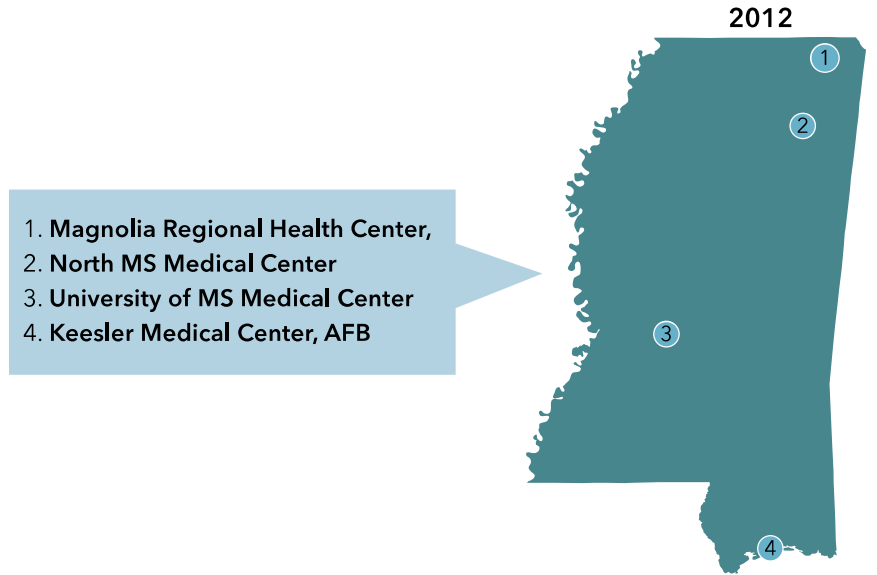 2012
1
2
1. Magnolia Regional Health Center,
2. North MS Medical Center
3. University of MS Medical Center
4. Keesler Medical Center, AFB
3
4